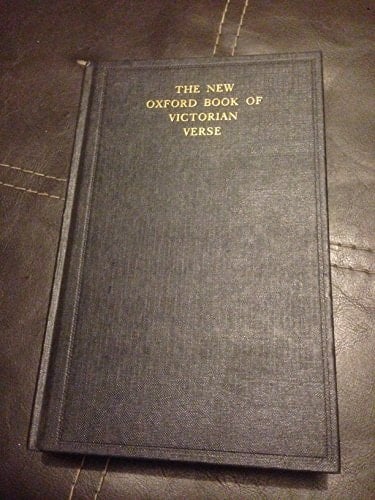 THE NEW
OXFORD BOOK OF
VICTORIAN
VERSE